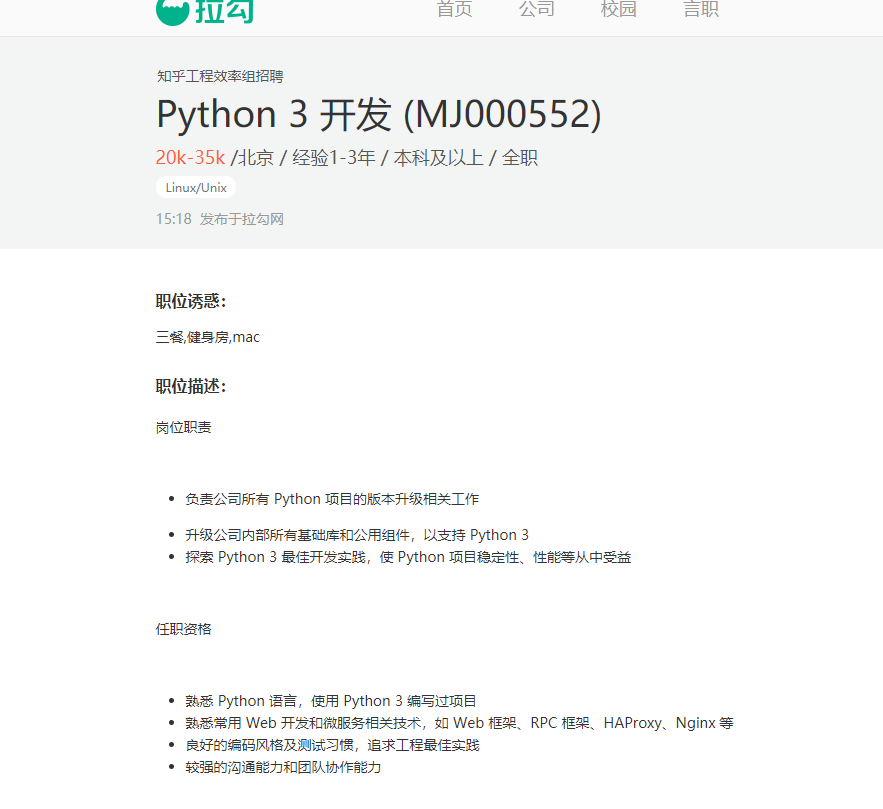 拉勾
首页 公司 校园 言职
知乎工程效率组招聘
Python 3 开发 (MJ000552)
20k-35k /北京 / 经验1-3年 / 本科及以上 / 全职
Linux/Unix
15:18 发布于拉勾网
职位诱惑：
三餐,健身房,mac
职位描述：
岗位职责
• 负责公司所有 Python 项目的版本升级相关工作
• 升级公司内部所有基础库和公用组件，以支持 Python 3
• 探索 Python 3 最佳开发实践，使 Python 项目稳定性、性能等从中受益
任职资格
• 熟悉 Python 语言，使用 Python 3 编写过项目
• 熟悉常用 Web 开发和微服务相关技术，如 Web 框架、RPC 框架、HAProxy、Nginx 等
• 良好的编码风格及测试习惯，追求工程最佳实践
• 较强的沟通能力和团队协作能力